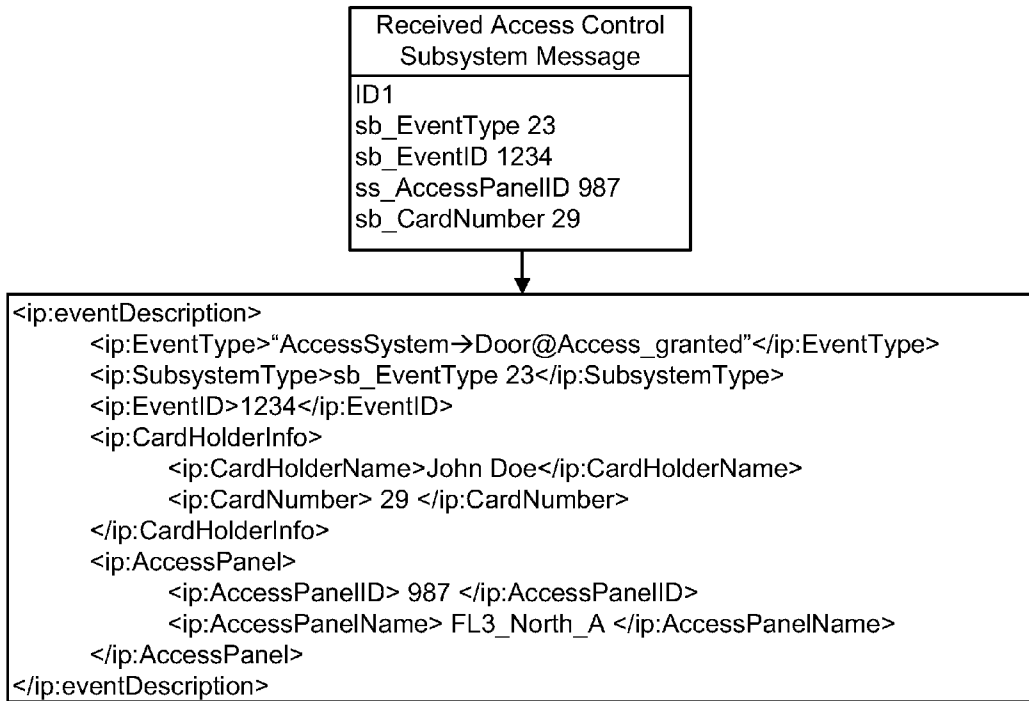 Received Access Control
Subsystem Message
ID1
sb_EventType 23
sb_EventID 1234
ss_AccessPanelID 987
sb_CardNumber 29
<ip:eventDescription>
<ip:EventType>“AccessSystem→Door@Access_granted”</ip:EventType>
<ip:SubsystemType>sb_EventType 23</ip:SubsystemType>
<ip:EventID>1234</ip:EventID>
<ip:CardHolderInfo>
<ip:CardHolderName>John Doe</ip:CardHolderName>
<ip:CardNumber> 29 </ip:CardNumber>
</ip:CardHolderInfo>
<ip:AccessPanel>
<ip:AccessPanelID> 987 </ip:AccessPanelID>
<ip:AccessPanelName> FL3_North_A </ip:AccessPanelName>
</ip:AccessPanel>
</ip:eventDescription>